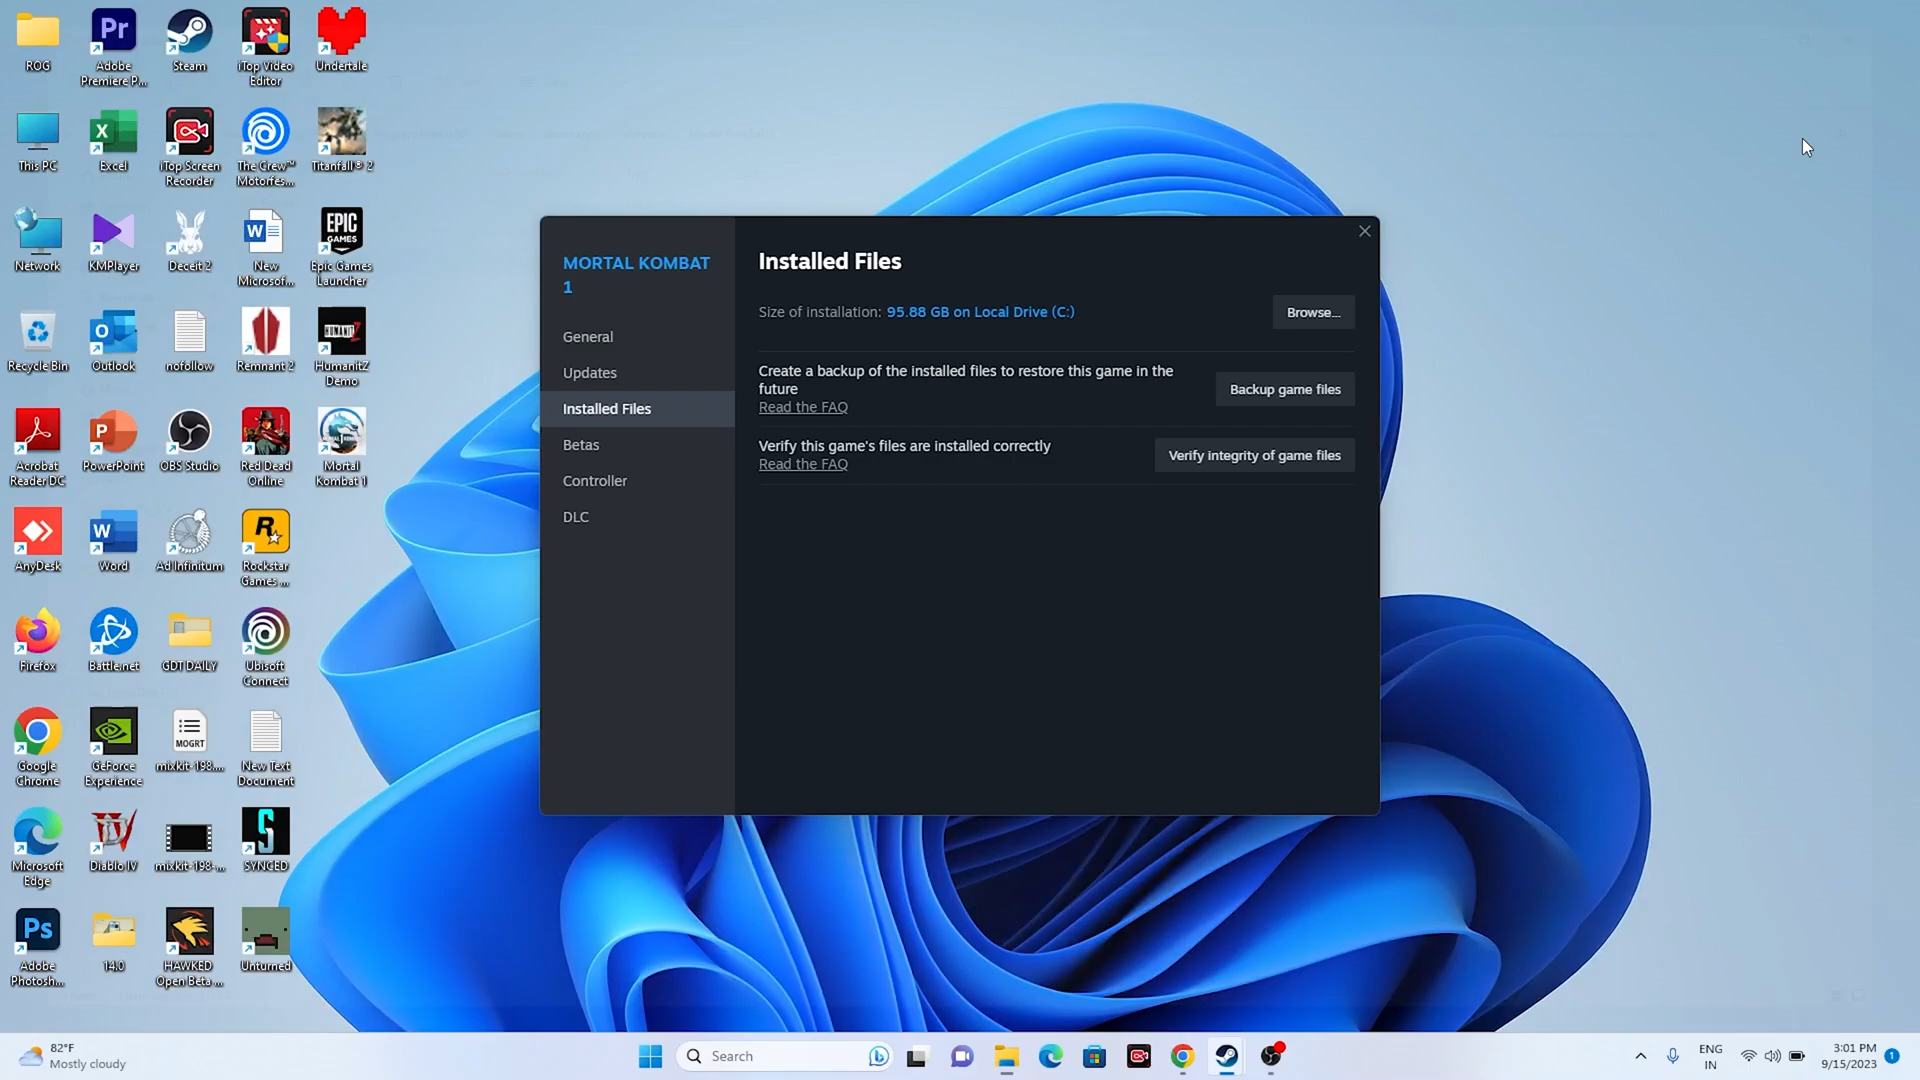 ROG
Adobe
Premiere P...
Steam
iTop Video
Editor
Undertale
This PC
Excel
iTop Screen
Recorder
The Crew™
Motorfes...
Titanfall® 2
Network
KMPlayer
Deceit 2
New
Microsof...
EPIC
GAMES
Epic Games
Launcher
Recycle Bin
Outlook
nofollow
Remnant 2
HUMANITZ
HumanitZ
Demo
Acrobat
Reader DC
PowerPoint
OBS Studio
Red Dead
Online
Mortal
Kombat 1
AnyDesk
Word
Ad Infinitum
Rockstar
Games ...
Firefox
Battle.net
GDT DAILY
Ubisoft
Connect
Google
Chrome
GeForce
Experience
MOGRT
mixkit-198....
New Text
Document
Microsoft
Edge
Diablo IV
mixkit-198-...
SYNCED
Adobe
Photosh...
14.0
HAWKED
Open Beta ...
Unturned
MORTAL KOMBAT
1
General
Updates
Installed Files
Betas
Controller
DLC
Installed Files
Size of installation: 95.88 GB on Local Drive (C:)
Browse...
Create a backup of the installed files to restore this game in the
future
Read the FAQ
Backup game files
Verify this game's files are installed correctly
Read the FAQ
Verify integrity of game files
82°F
Mostly cloudy
Search
ENG
IN
3:01 PM
9/15/2023
1